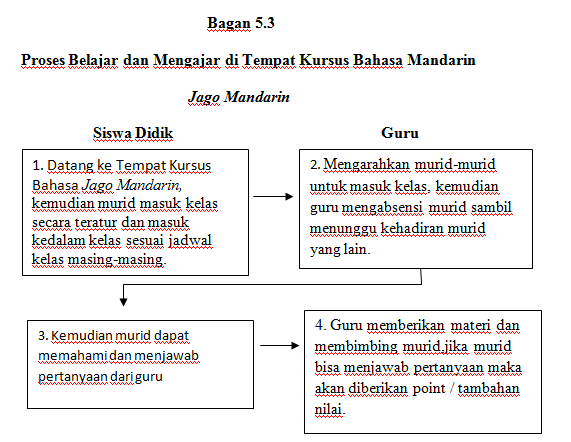 Bagan 5.3
Proses Belajar dan Mengajar di Tempat Kursus Bahasa Mandarin
Jago Mandarin
Siswa Didik
Guru
1. Datang ke Tempat Kursus
Bahasa Jago Mandarin,
kemudian murid masuk kelas
secara teratur dan masuk
kedalam kelas sesuai jadwal
kelas masing-masing.
2. Mengarahkan murid-murid
untuk masuk kelas, kemudian
guru mengabsensi murid sambil
menunggu kehadiran murid
yang lain.
3. Kemudian murid dapat
memahami dan menjawab
pertanyaan dari guru
4. Guru memberikan materi dan
membimbing murid,jika murid
bisa menjawab pertanyaan maka
akan diberikan point / tambahan
nilai.